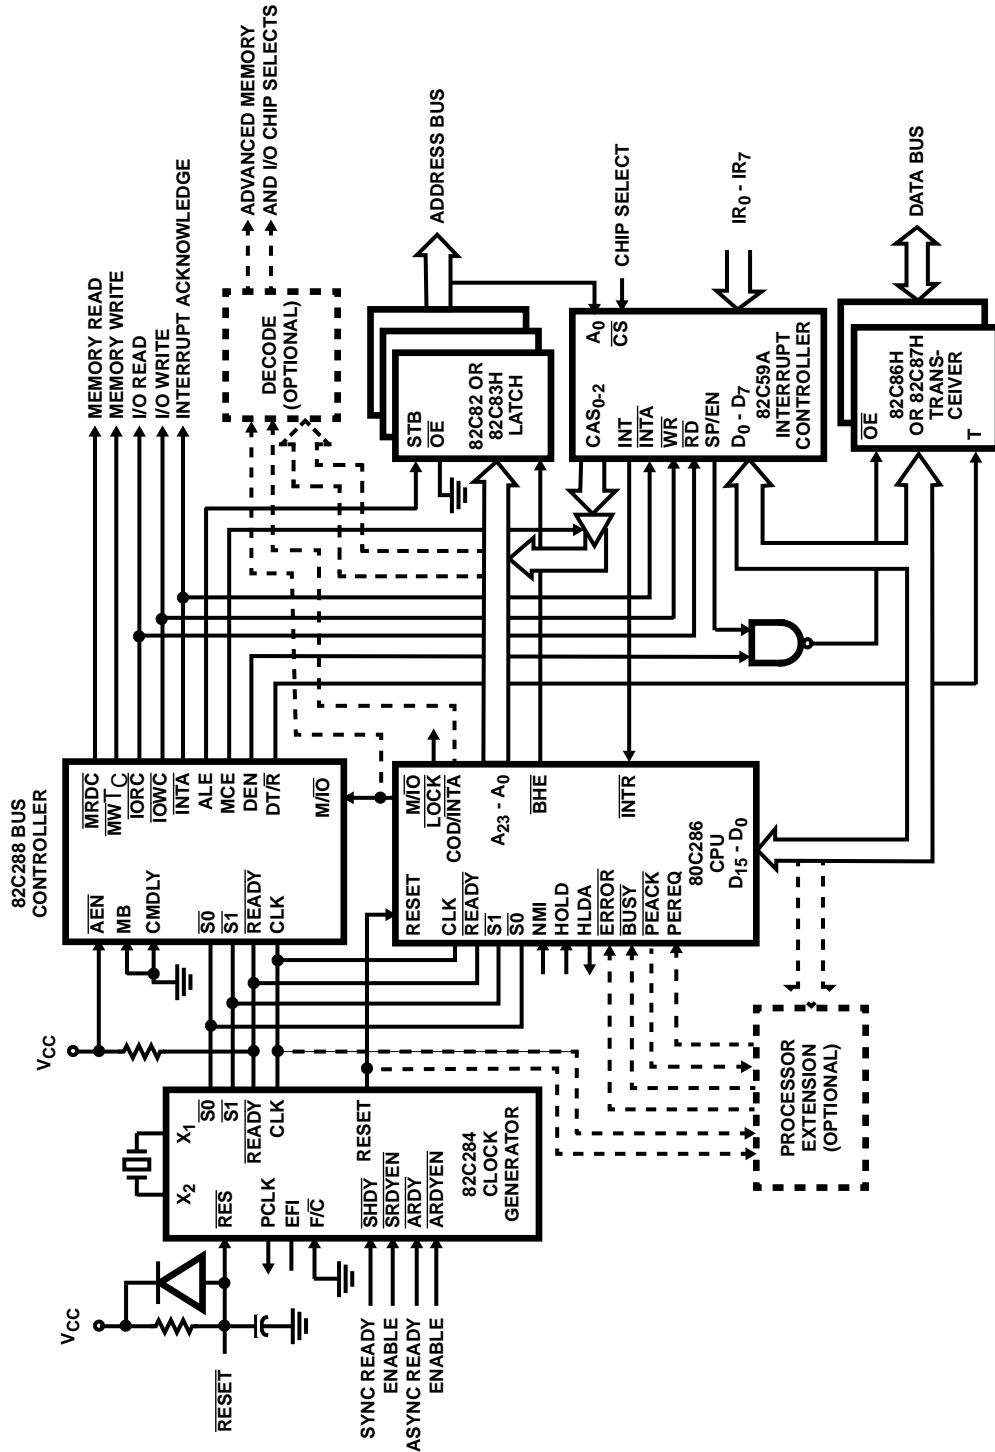 VCC
RESET
SYNC READY
ENABLE
ASYNC READY
ENABLE
X2
X1
RES
PCLK
EFI
F/C
SHDY
SRDYEN
ARDY
ARDYEN
S0
S1
READY
CLK
RESET
82C284
CLOCK
GENERATOR
VCC
82C288 BUS
CONTROLLER
AEN
MB
CMDLY
S0
S1
READY
CLK
MRDC
MWTC
IORC
IOWC
INTA
ALE
MCE
DEN
DT/R
M/IO
MEMORY READ
MEMORY WRITE
I/O READ
I/O WRITE
INTERRUPT ACKNOWLEDGE
RESET
CLK
READY
S1
S0
NMI
HOLD
HLDA
ERROR
BUSY
PEACK
PEREQ
M/IO
LOCK
COD/INTA
A23 - A0
BHE
INTR
80C286
CPU
D15 - D0
PROCESSOR
EXTENSION
(OPTIONAL)
DECODE
(OPTIONAL)
ADVANCED MEMORY
AND I/O CHIP SELECTS
STB
OE
82C82 OR
82C83H
LATCH
ADDRESS BUS
CAS0-2
INT
INTA
WR
RD
SP/EN
D0 - D7
A0
CS
82C59A
INTERRUPT
CONTROLLER
CHIP SELECT
IR0 - IR7
OE
82C86H
OR 82C87H
TRANS-
CEIVER
T
DATA BUS